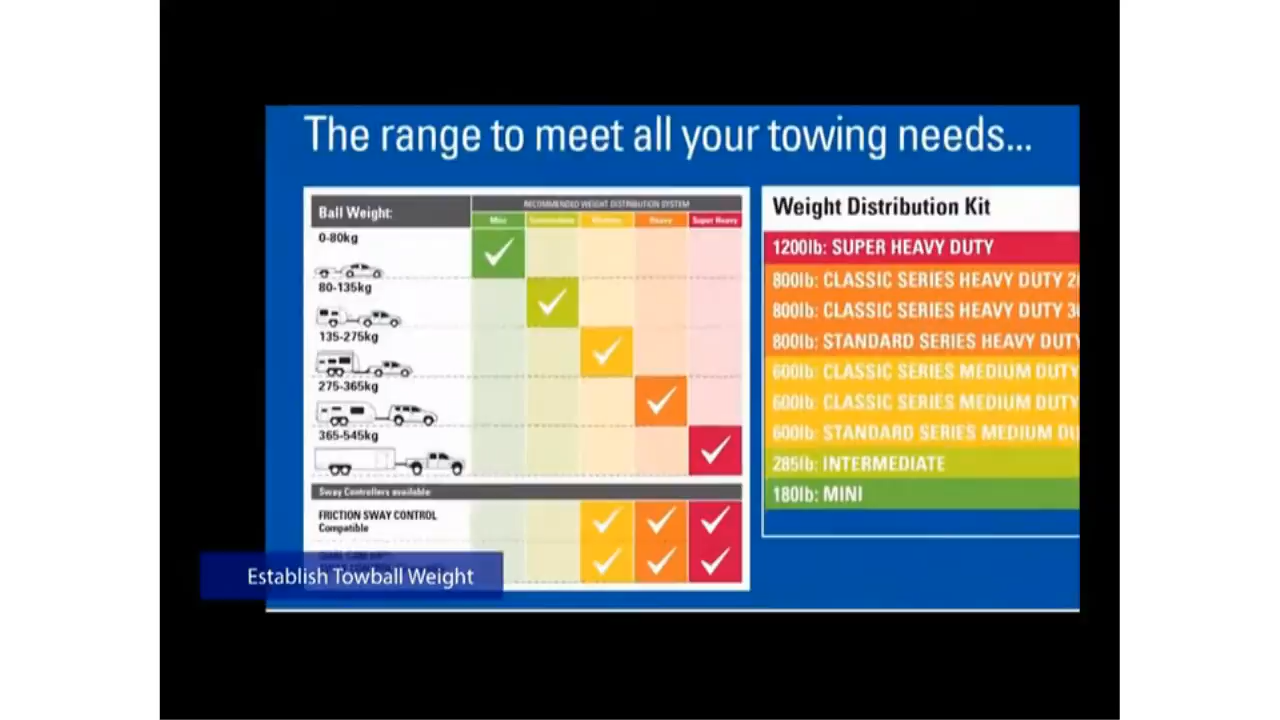 The range to meet all your towing needs...
Ball Weight:
RECOMMENDED WEIGHT DISTRIBUTION SYSTEM
Mini
Intermediate
Medium
Heavy
Super Heavy
0-80kg
80-135kg
135-275kg
275-365kg
365-545kg
Sway Controllers available:
FRICTION SWAY CONTROL
Compatible
Weight Distribution Kit
1200lb: SUPER HEAVY DUTY
800lb: CLASSIC SERIES HEAVY DUTY
800lb: CLASSIC SERIES HEAVY DUTY
800lb: STANDARD SERIES HEAVY DUTY
600lb: CLASSIC SERIES MEDIUM DUTY
600lb: CLASSIC SERIES MEDIUM DUTY
600lb: STANDARD SERIES MEDIUM DU
285lb: INTERMEDIATE
180lb: MINI
Establish Towball Weight